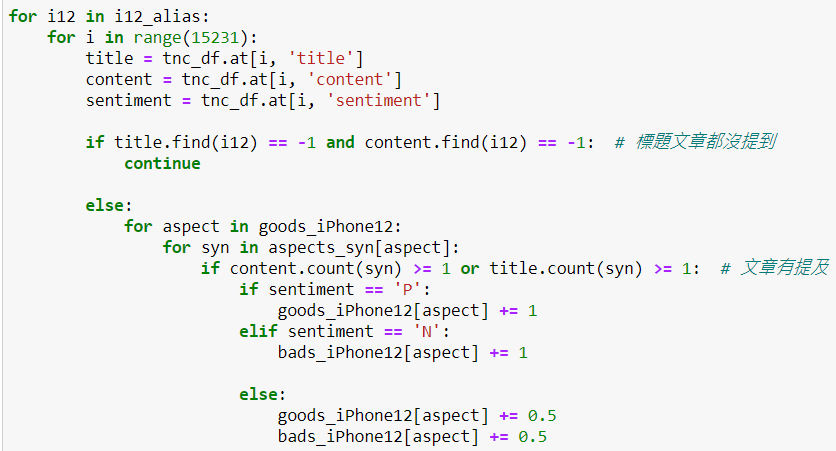 for i12 in i12_alias:
    for i in range(15231):
        title = tnc_df.at[i, 'title']
        content = tnc_df.at[i, 'content']
        sentiment = tnc_df.at[i, 'sentiment']

        if title.find(i12) == -1 and content.find(i12) == -1:  # 標題文章都沒提到
            continue

        else:
            for aspect in goods_iPhone12:
                for syn in aspects_syn[aspect]:
                    if content.count(syn) >= 1 or title.count(syn) >= 1:  # 文章有提及
                        if sentiment == 'P':
                            goods_iPhone12[aspect] += 1
                        elif sentiment == 'N':
                            bads_iPhone12[aspect] += 1

                        else:
                            goods_iPhone12[aspect] += 0.5
                            bads_iPhone12[aspect] += 0.5